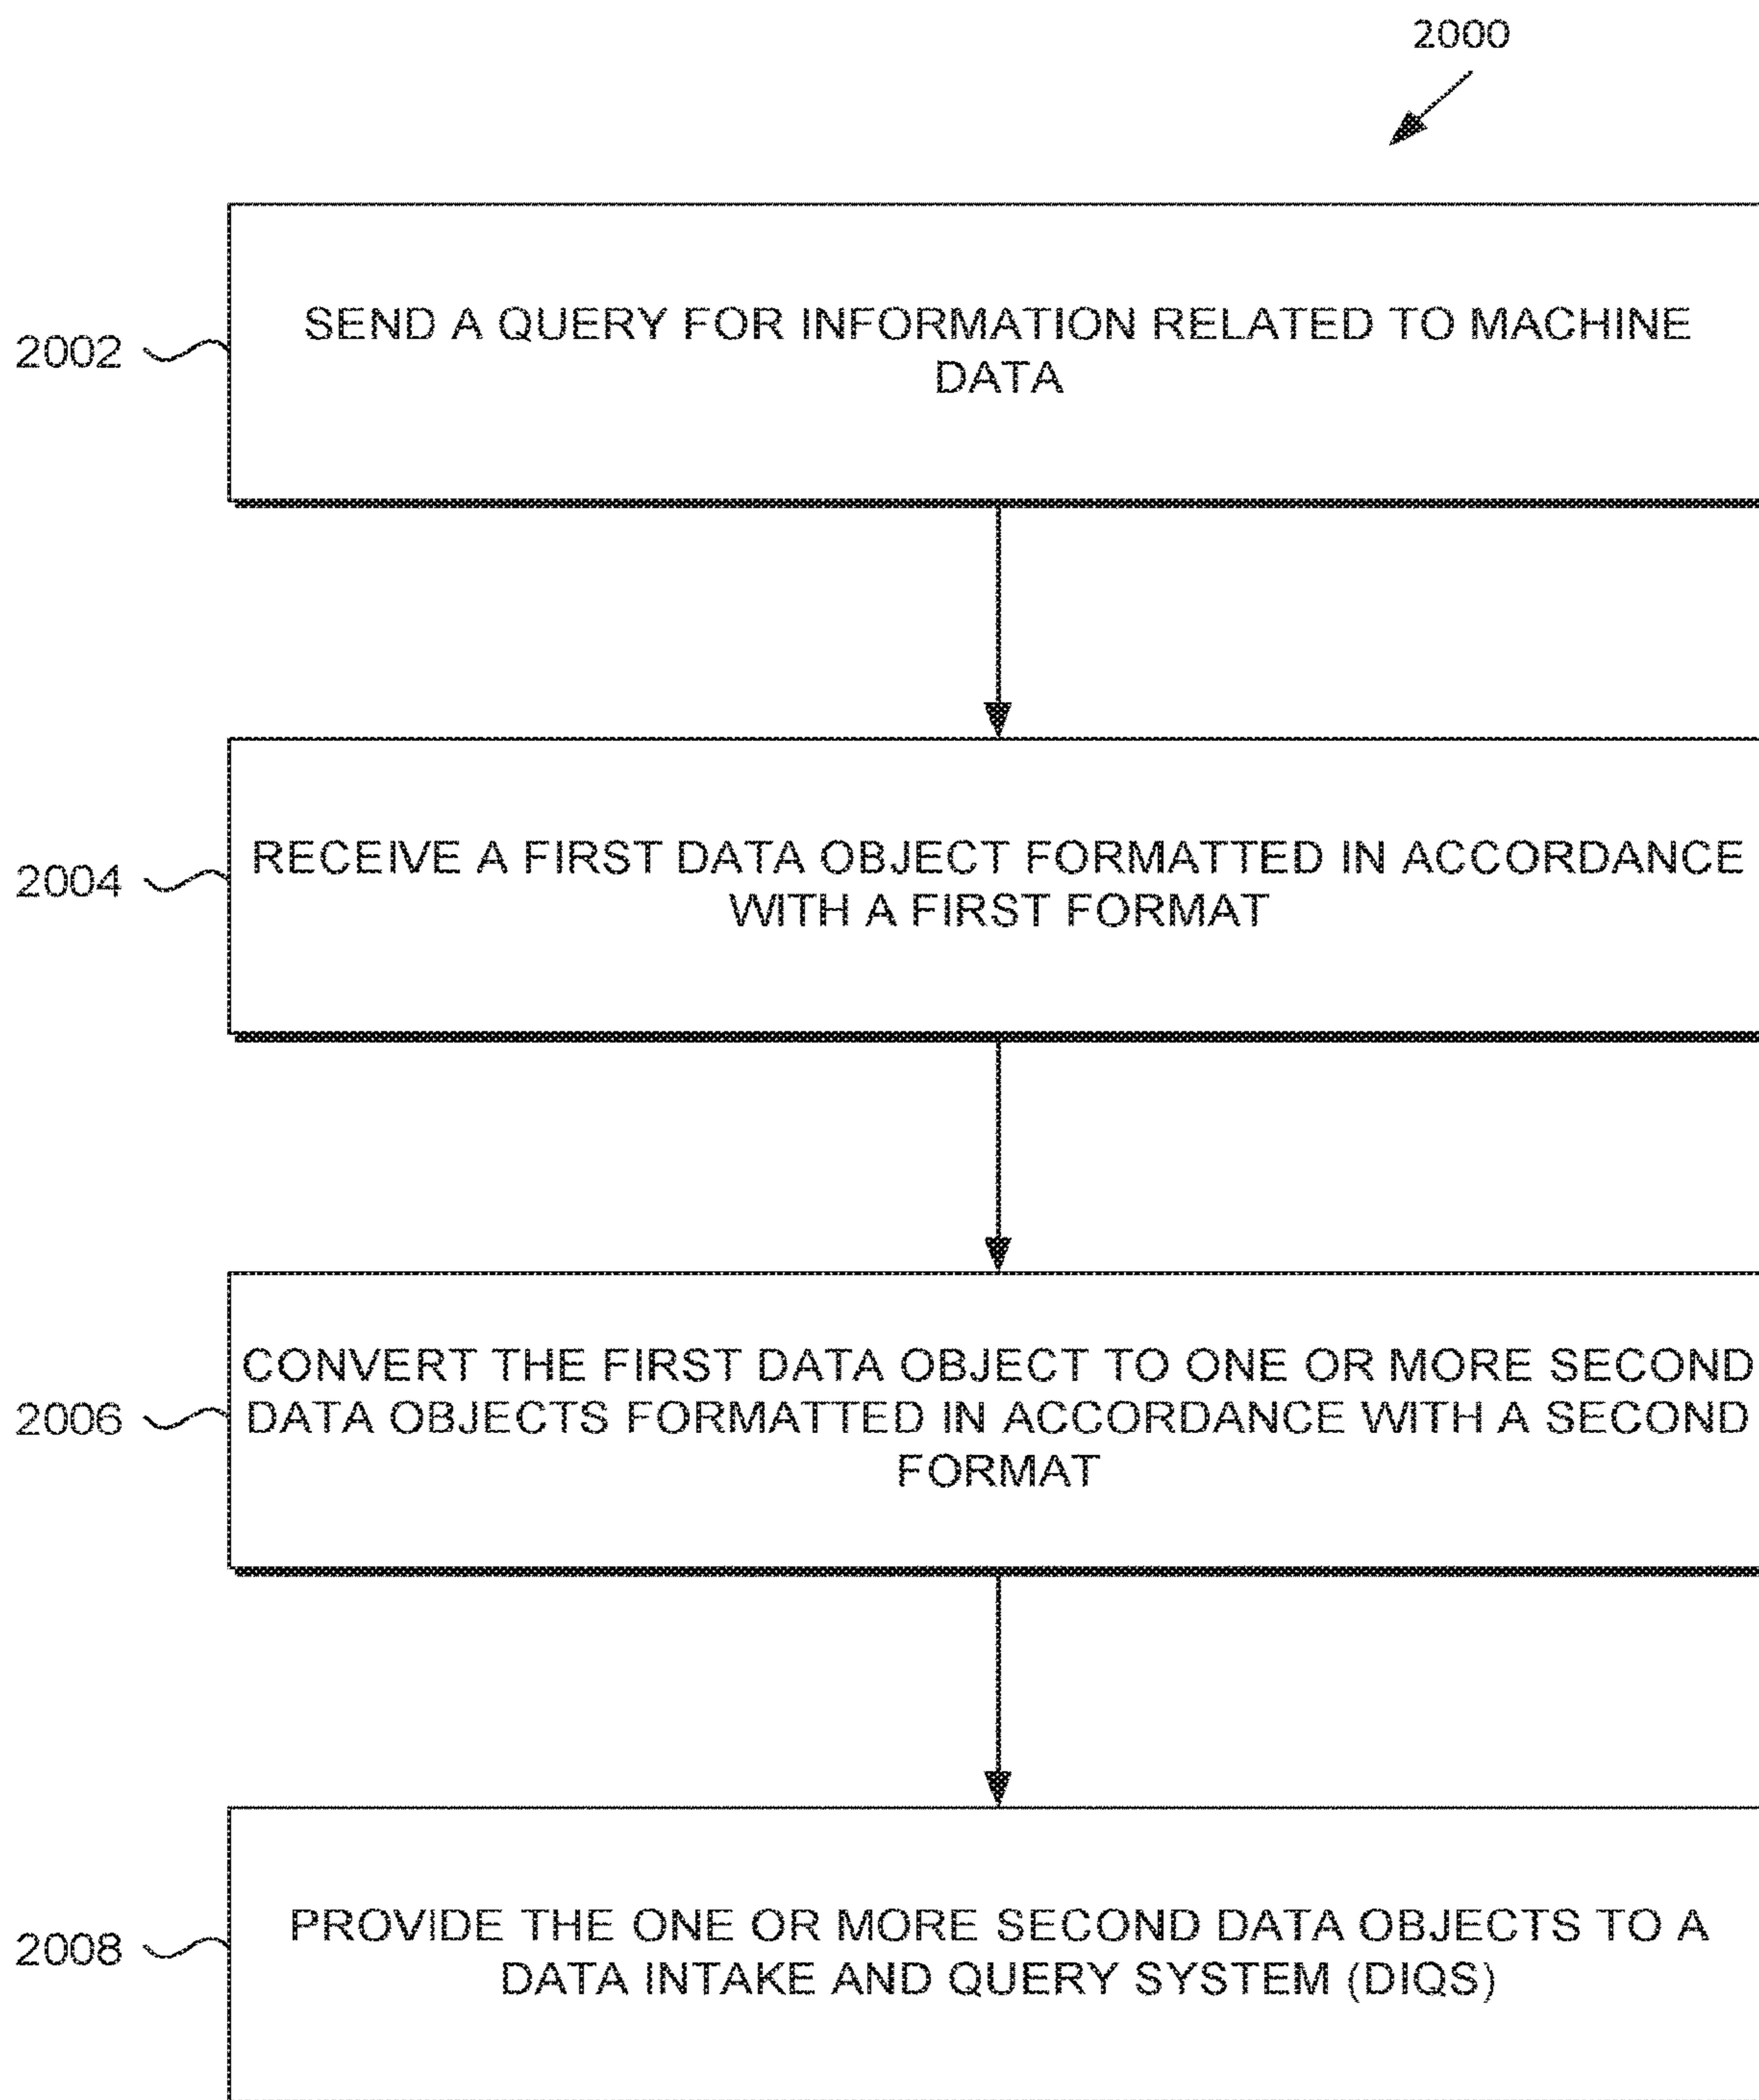 2000
2002
SEND A QUERY FOR INFORMATION RELATED TO MACHINE
DATA
2004
RECEIVE A FIRST DATA OBJECT FORMATTED IN ACCORDANCE
WITH A FIRST FORMAT
2006
CONVERT THE FIRST DATA OBJECT TO ONE OR MORE SECOND
DATA OBJECTS FORMATTED IN ACCORDANCE WITH A SECOND
FORMAT
2008
PROVIDE THE ONE OR MORE SECOND DATA OBJECTS TO A
DATA INTAKE AND QUERY SYSTEM (DIQS)